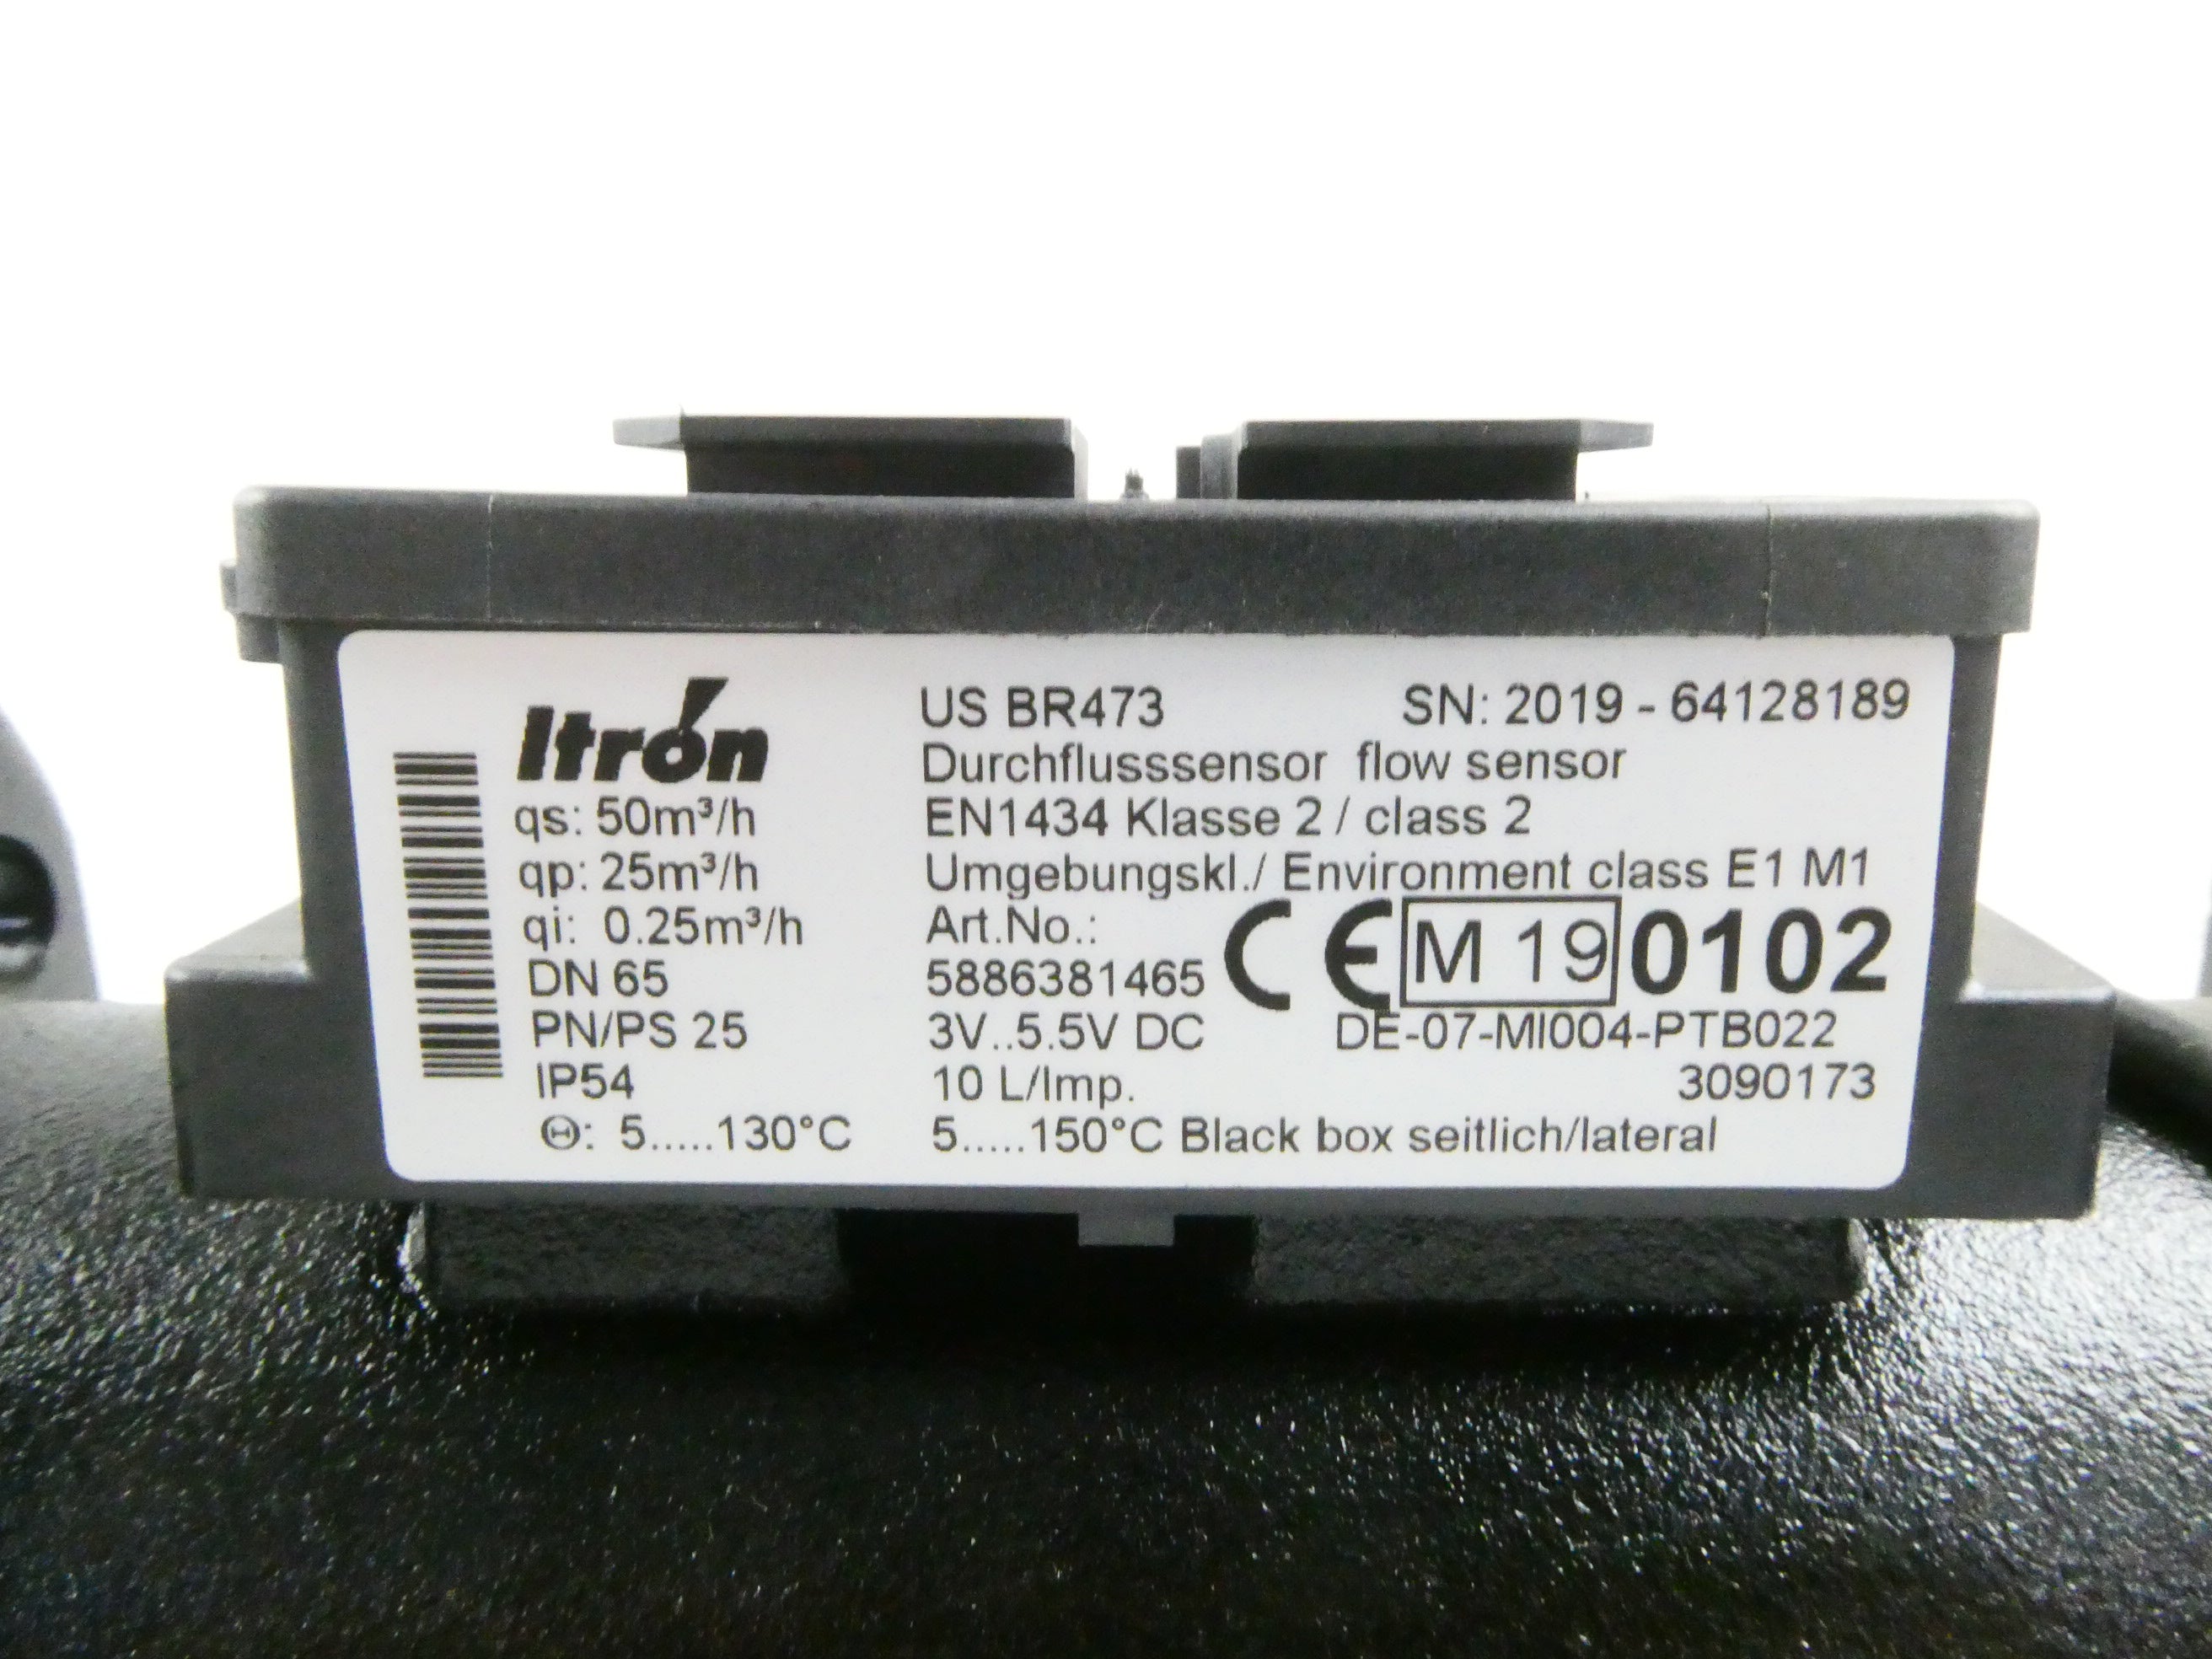 Itrón
qs: 50m³/h
qp: 25m³/h
qi: 0.25m³/h
DN 65
PN/PS 25
IP54
Θ: 5.....130°C
US BR473 SN: 2019 - 64128189
Durchflusssensor flow sensor
EN1434 Klasse 2 / class 2
Umgebungskl./ Environment class E1 M1
Art.No.:
5886381465
CE M 19 0102
3V..5.5V DC DE-07-MI004-PTB022
10 L/Imp. 3090173
5.....150°C Black box seitlich/lateral